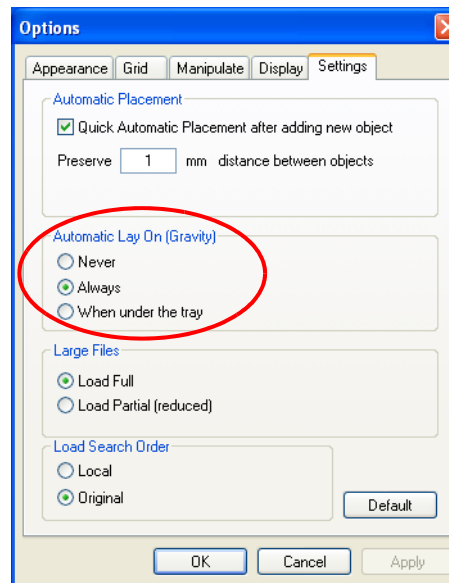 Options
Appearance Grid Manipulate Display Settings
Automatic Placement
Quick Automatic Placement after adding new object
Preserve 1 mm distance between objects
Automatic Lay On (Gravity)
Never
Always
When under the tray
Large Files
Load Full
Load Partial (reduced)
Load Search Order
Local
Original
Default
OK Cancel Apply